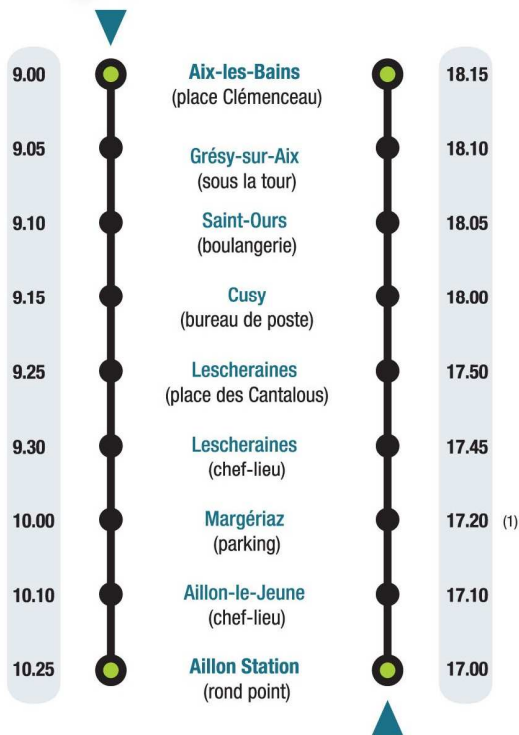 9.00 Aix-les-Bains 18.15
(place Clémenceau)
9.05 Grésy-sur-Aix 18.10
(sous la tour)
9.10 Saint-Ours 18.05
(boulangerie)
9.15 Cusy 18.00
(bureau de poste)
9.25 Lescheraines 17.50
(place des Cantalous)
9.30 Lescheraines 17.45
(chef-lieu)
10.00 Margériaz 17.20 (1)
(parking)
10.10 Aillon-le-Jeune 17.10
(chef-lieu)
10.25 Aillon Station 17.00
(rond point)